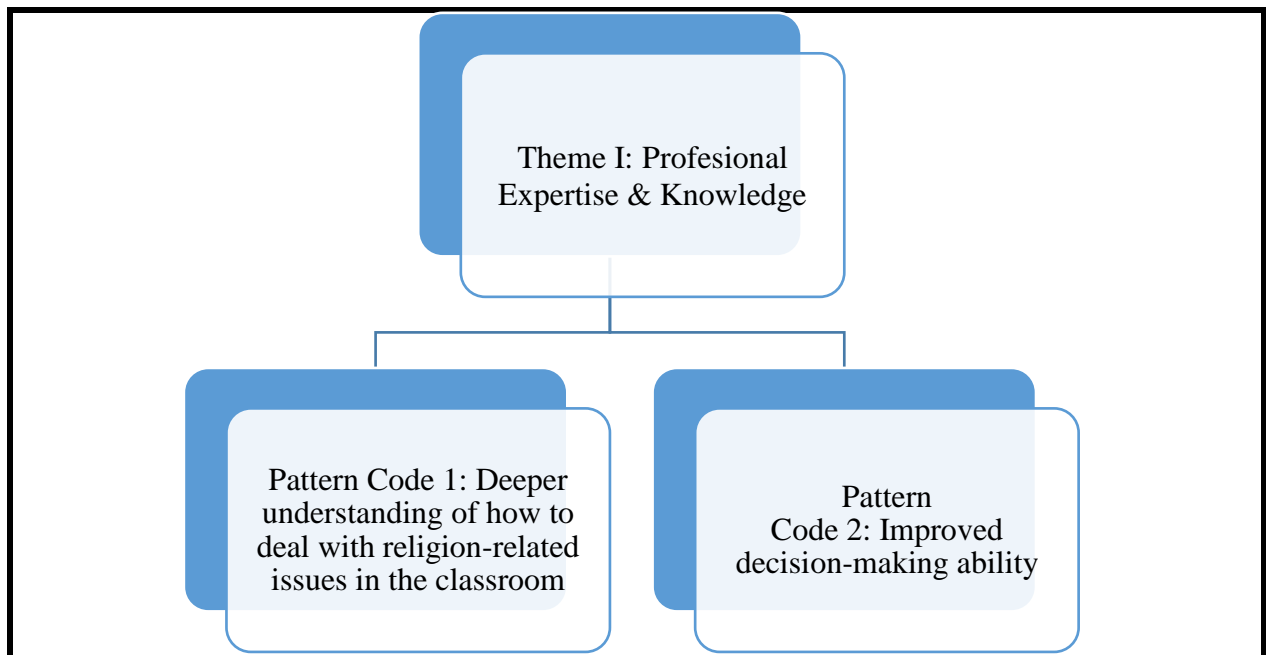 Theme I: Profesional
Expertise & Knowledge
Pattern Code 1: Deeper
understanding of how to
deal with religion-related
issues in the classroom
Pattern
Code 2: Improved
decision-making ability